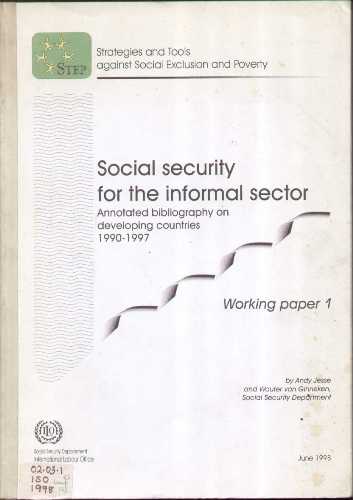 STEP
Strategies and Tools
against Social Exclusion and Poverty
Social security
for the informal sector
Annotated bibliography on
developing countries
1990-1997
Working paper 1
by Andy Jesse
and Wouter van Ginneken,
Social Security Department
Social Security Department
International Labour Office
June 1998
02.03.1
ISO
1998